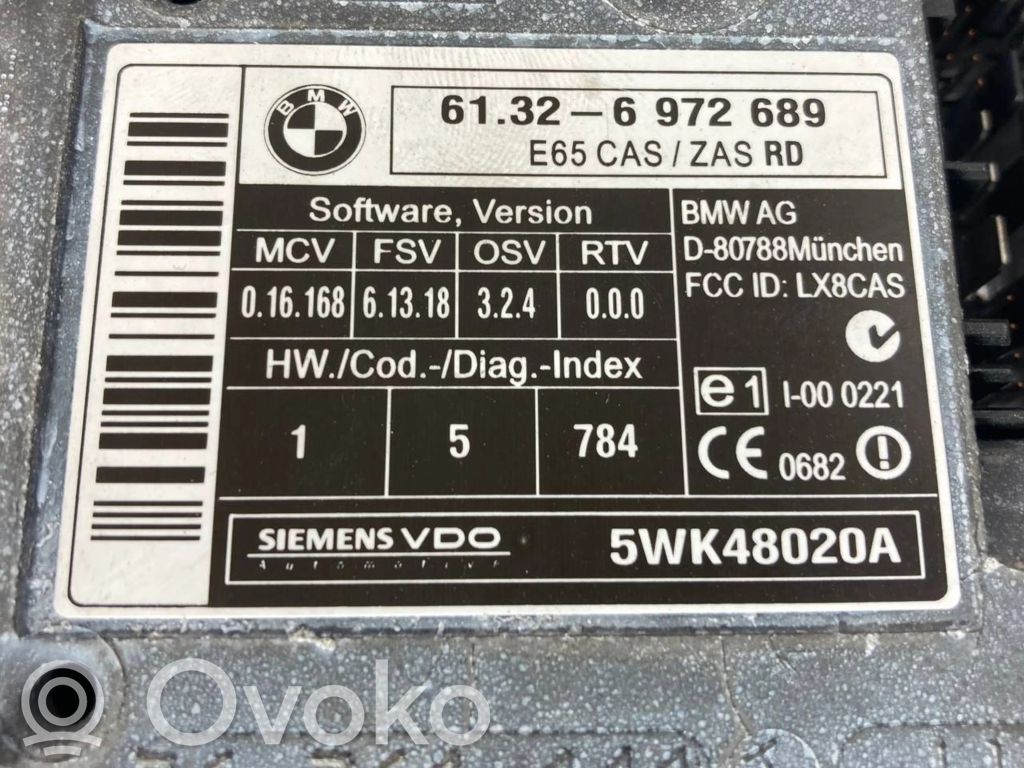 BMW
61.32 – 6 972 689
E65 CAS / ZAS RD
Software, Version
MCV FSV OSV RTV
0.16.168 6.13.18 3.2.4 0.0.0
HW./Cod.-/Diag.-Index
1 5 784
BMW AG
D-80788München
FCC ID: LX8CAS
e1 I-00 0221
CE 0682
SIEMENS VDO
Automotive
5WK48020A
Ovoko